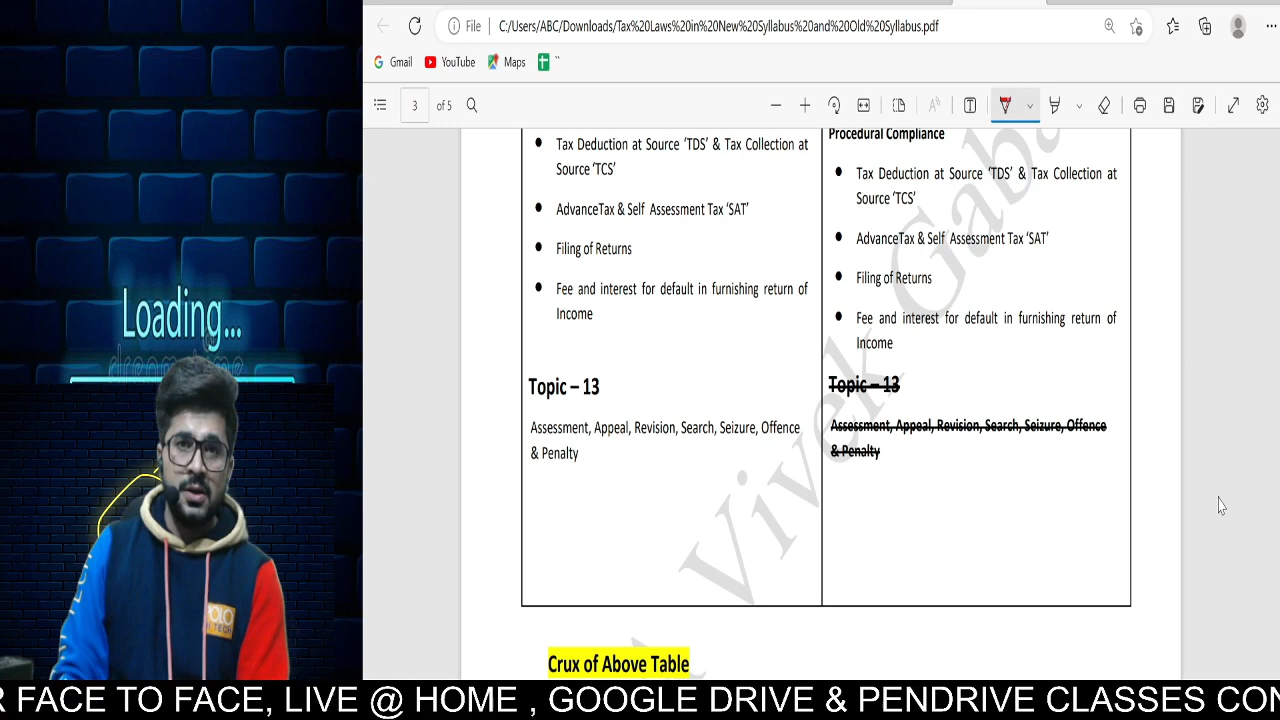 File
C:/Users/ABC/Downloads/Tax%20Laws%20in%20New%20Syllabus%20and%20Old%20Syllabus.pdf
Gmail YouTube Maps
3 of 5
Loading...
Tax Deduction at Source ‘TDS’ & Tax Collection at
Source ‘TCS’
AdvanceTax & Self Assessment Tax ‘SAT’
Filing of Returns
Fee and interest for default in furnishing return of
Income
Topic – 13
Assessment, Appeal, Revision, Search, Seizure, Offence
& Penalty
Procedural Compliance
Tax Deduction at Source ‘TDS’ & Tax Collection at
Source ‘TCS’
AdvanceTax & Self Assessment Tax ‘SAT’
Filing of Returns
Fee and interest for default in furnishing return of
Income
Topic – 13
Assessment, Appeal, Revision, Search, Seizure, Offence
& Penalty
Vivek Gaba
Crux of Above Table
R FACE TO FACE, LIVE @ HOME , GOOGLE DRIVE & PENDRIVE CLASSES CON